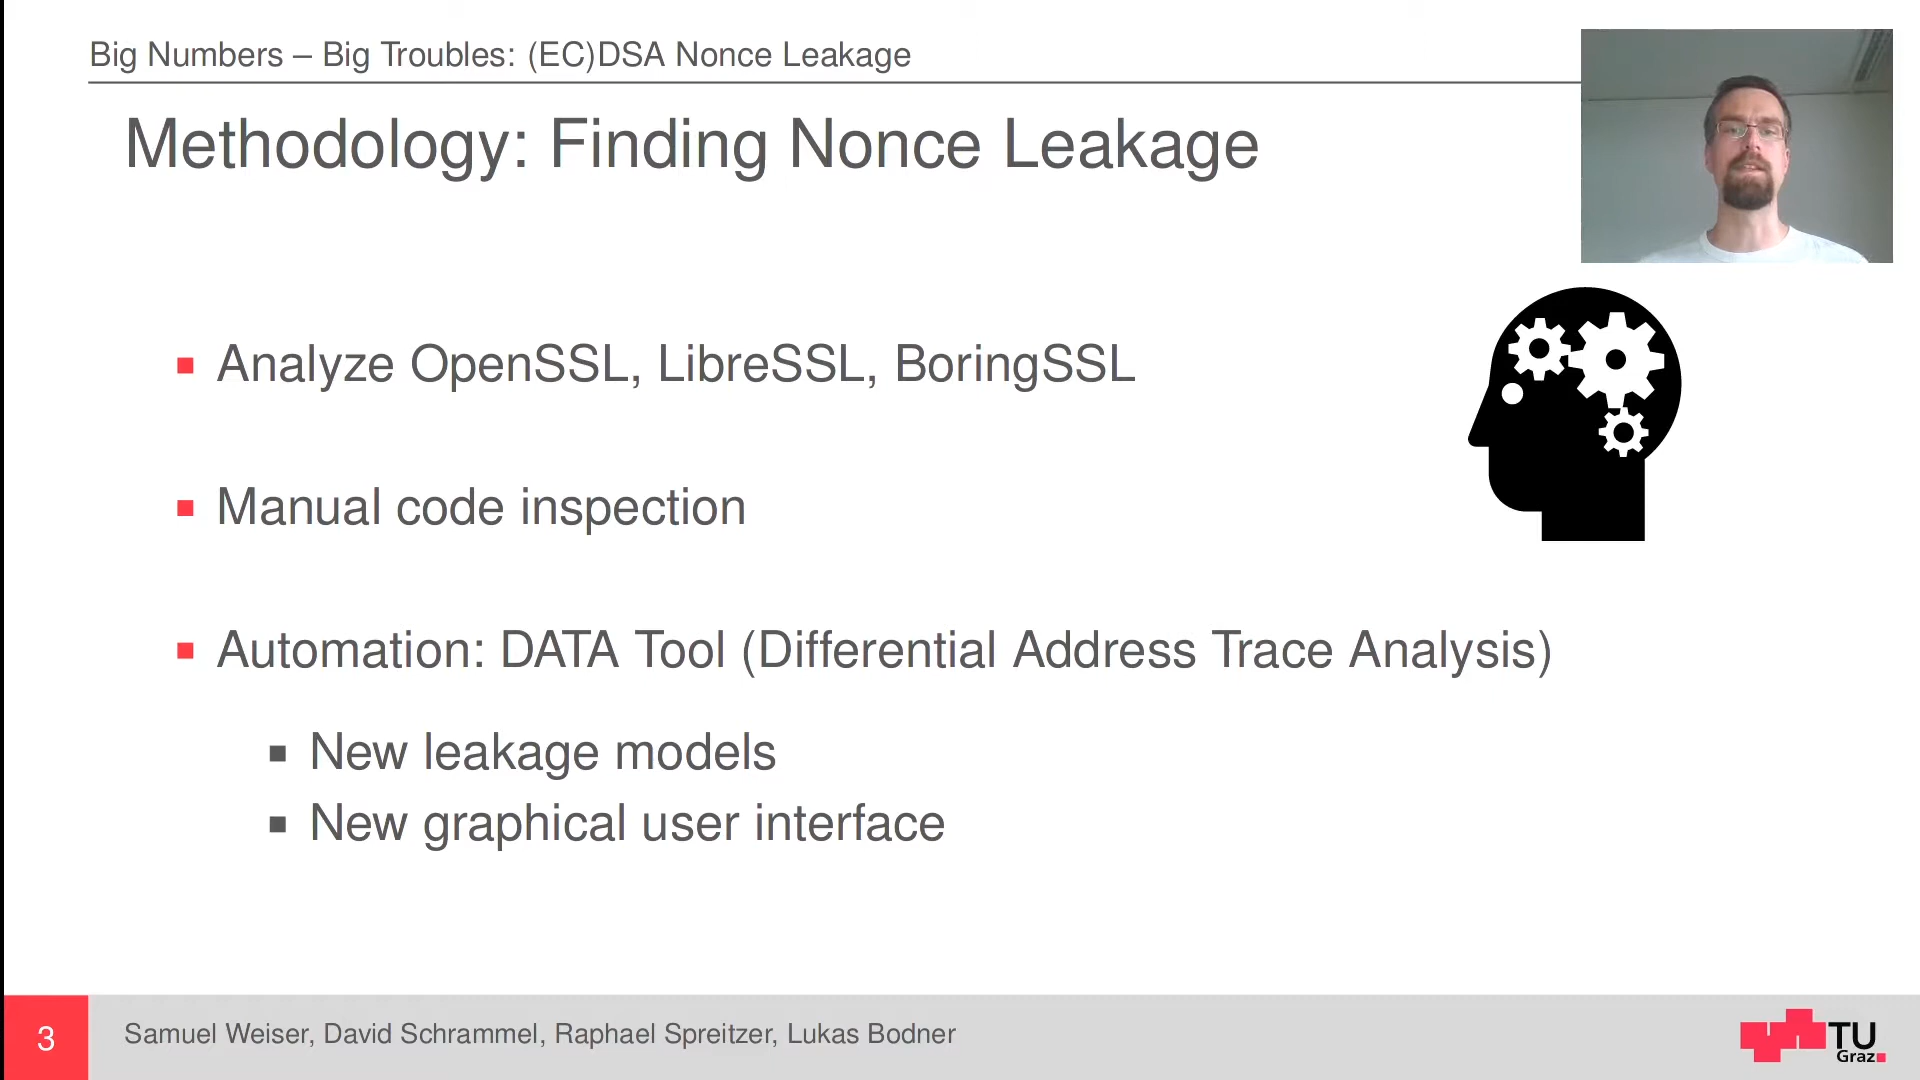 Big Numbers – Big Troubles: (EC)DSA Nonce Leakage
Methodology: Finding Nonce Leakage
Analyze OpenSSL, LibreSSL, BoringSSL
Manual code inspection
Automation: DATA Tool (Differential Address Trace Analysis)
New leakage models
New graphical user interface
3
Samuel Weiser, David Schrammel, Raphael Spreitzer, Lukas Bodner
TU
Graz